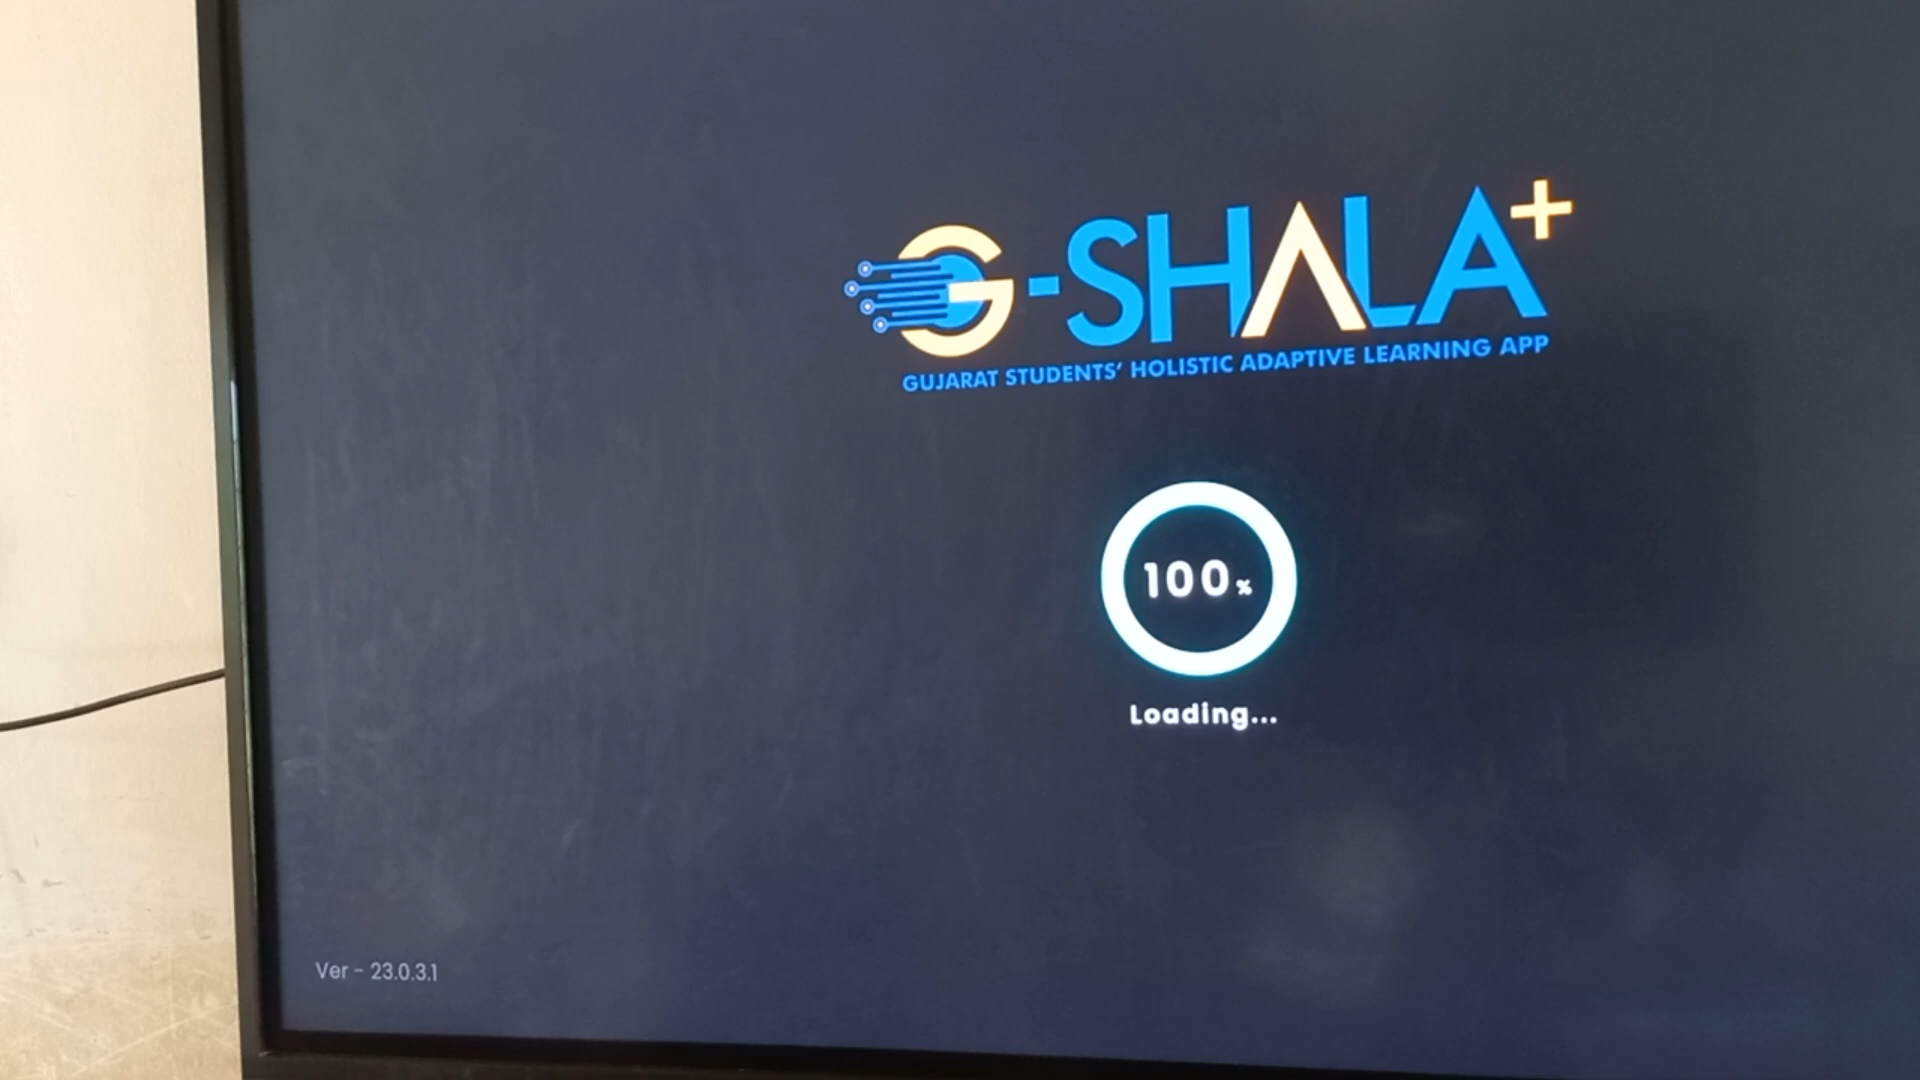 G-SHALA+
GUJARAT STUDENTS' HOLISTIC ADAPTIVE LEARNING APP
100%
Loading...
Ver - 23.0.3.1